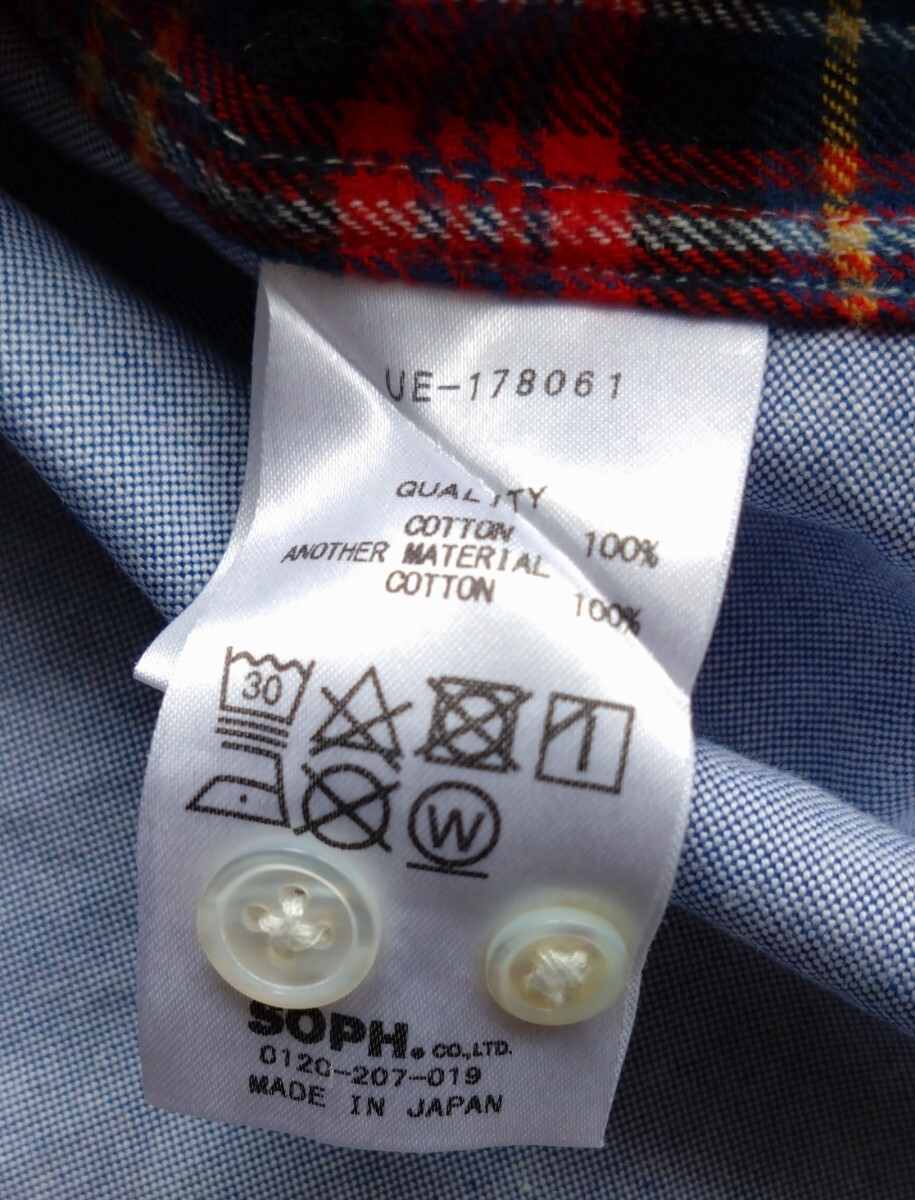 UE-178061
QUALITY
COTTON 100%
ANOTHER MATERIAL
COTTON 100%
30
W
SOPH. CO.,LTD.
0120-207-019
MADE IN JAPAN